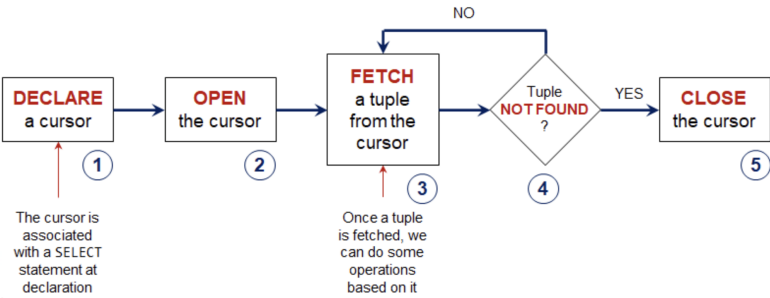 NO
DECLARE
a cursor
OPEN
the cursor
FETCH
a tuple
from the
cursor
Tuple
NOT FOUND
?
YES
CLOSE
the cursor
1
2
3
4
5
The cursor is
associated
with a SELECT
statement at
declaration
Once a tuple
is fetched, we
can do some
operations
based on it